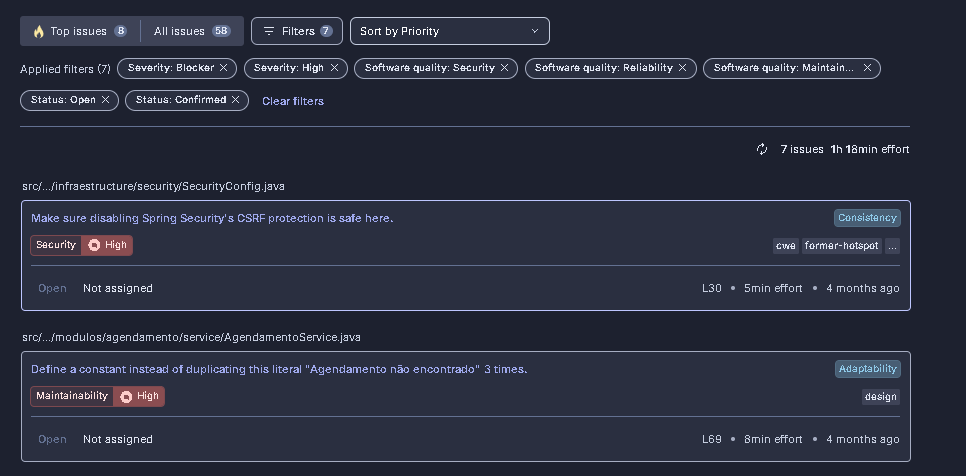 Top issues 8 All issues 58 Filters 7 Sort by Priority
Applied filters (7) Severity: Blocker Severity: High Software quality: Security Software quality: Reliability Software quality: Maintain...
Status: Open Status: Confirmed Clear filters
7 issues 1h 18min effort
src/.../infraestructure/security/SecurityConfig.java
Make sure disabling Spring Security's CSRF protection is safe here. Consistency
Security High cwe former-hotspot ...
Open Not assigned L30 • 5min effort • 4 months ago
src/.../modulos/agendamento/service/AgendamentoService.java
Define a constant instead of duplicating this literal "Agendamento não encontrado" 3 times. Adaptability
Maintainability High design
Open Not assigned L69 • 8min effort • 4 months ago